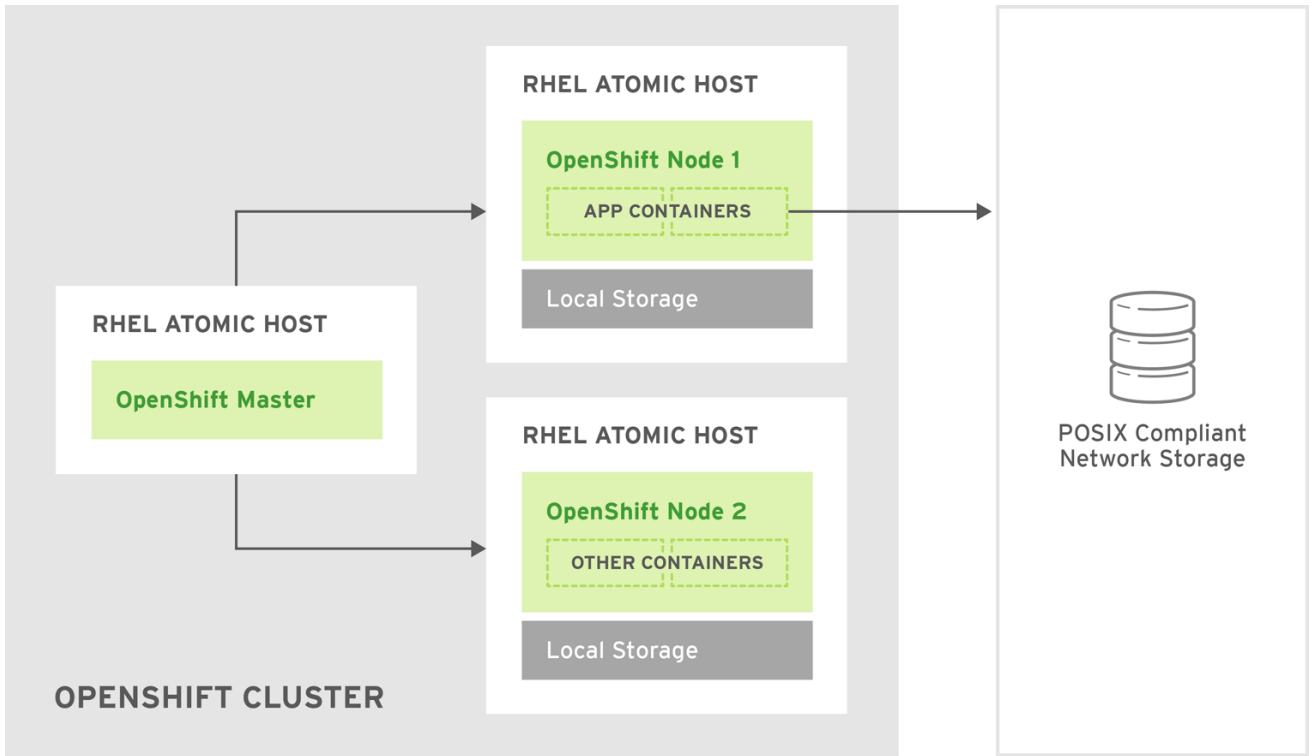 RHEL ATOMIC HOST
OpenShift Node 1
APP CONTAINERS
Local Storage
RHEL ATOMIC HOST
OpenShift Master
RHEL ATOMIC HOST
OpenShift Node 2
OTHER CONTAINERS
Local Storage
OPENSHIFT CLUSTER
POSIX Compliant
Network Storage